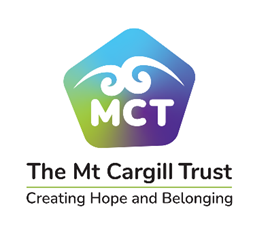 MCT
The Mt Cargill Trust
Creating Hope and Belonging